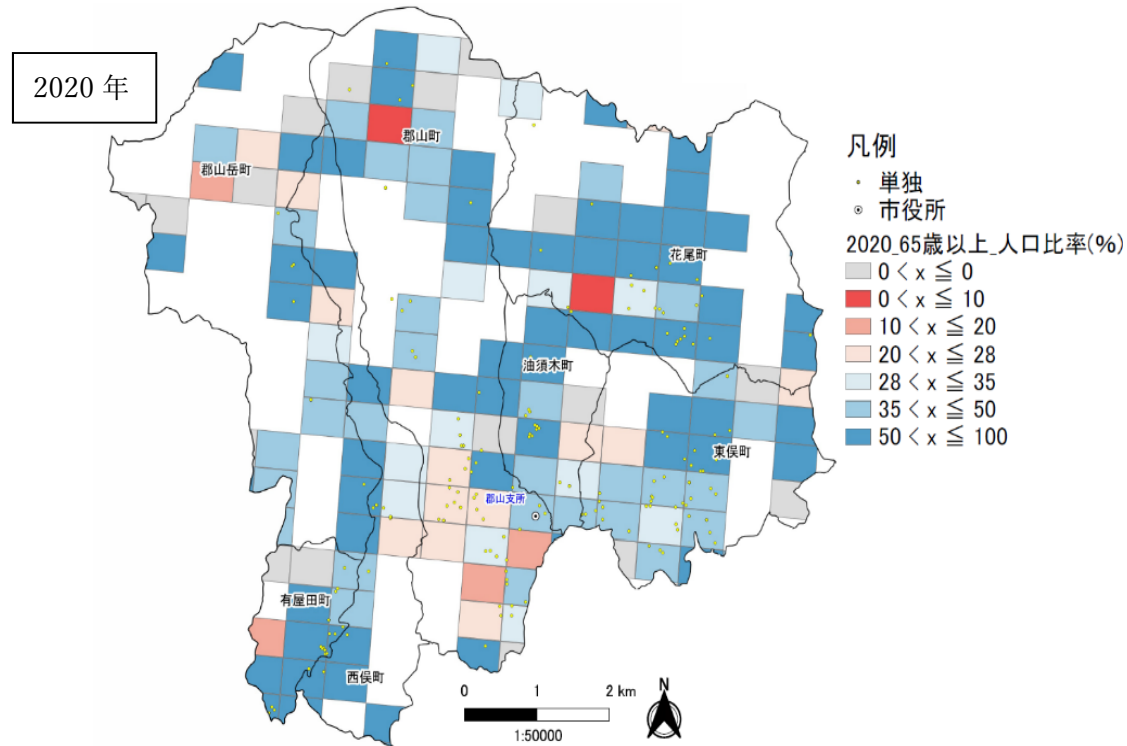 2020 年
郡山町
郡山岳町
花尾町
油須木町
東俣町
郡山支所
有屋田町
西俣町
凡例
単独
市役所
2020_65歳以上_人口比率(%)
0 < x ≦ 0
0 < x ≦ 10
10 < x ≦ 20
20 < x ≦ 28
28 < x ≦ 35
35 < x ≦ 50
50 < x ≦ 100
0 1 2 km
1:50000
N